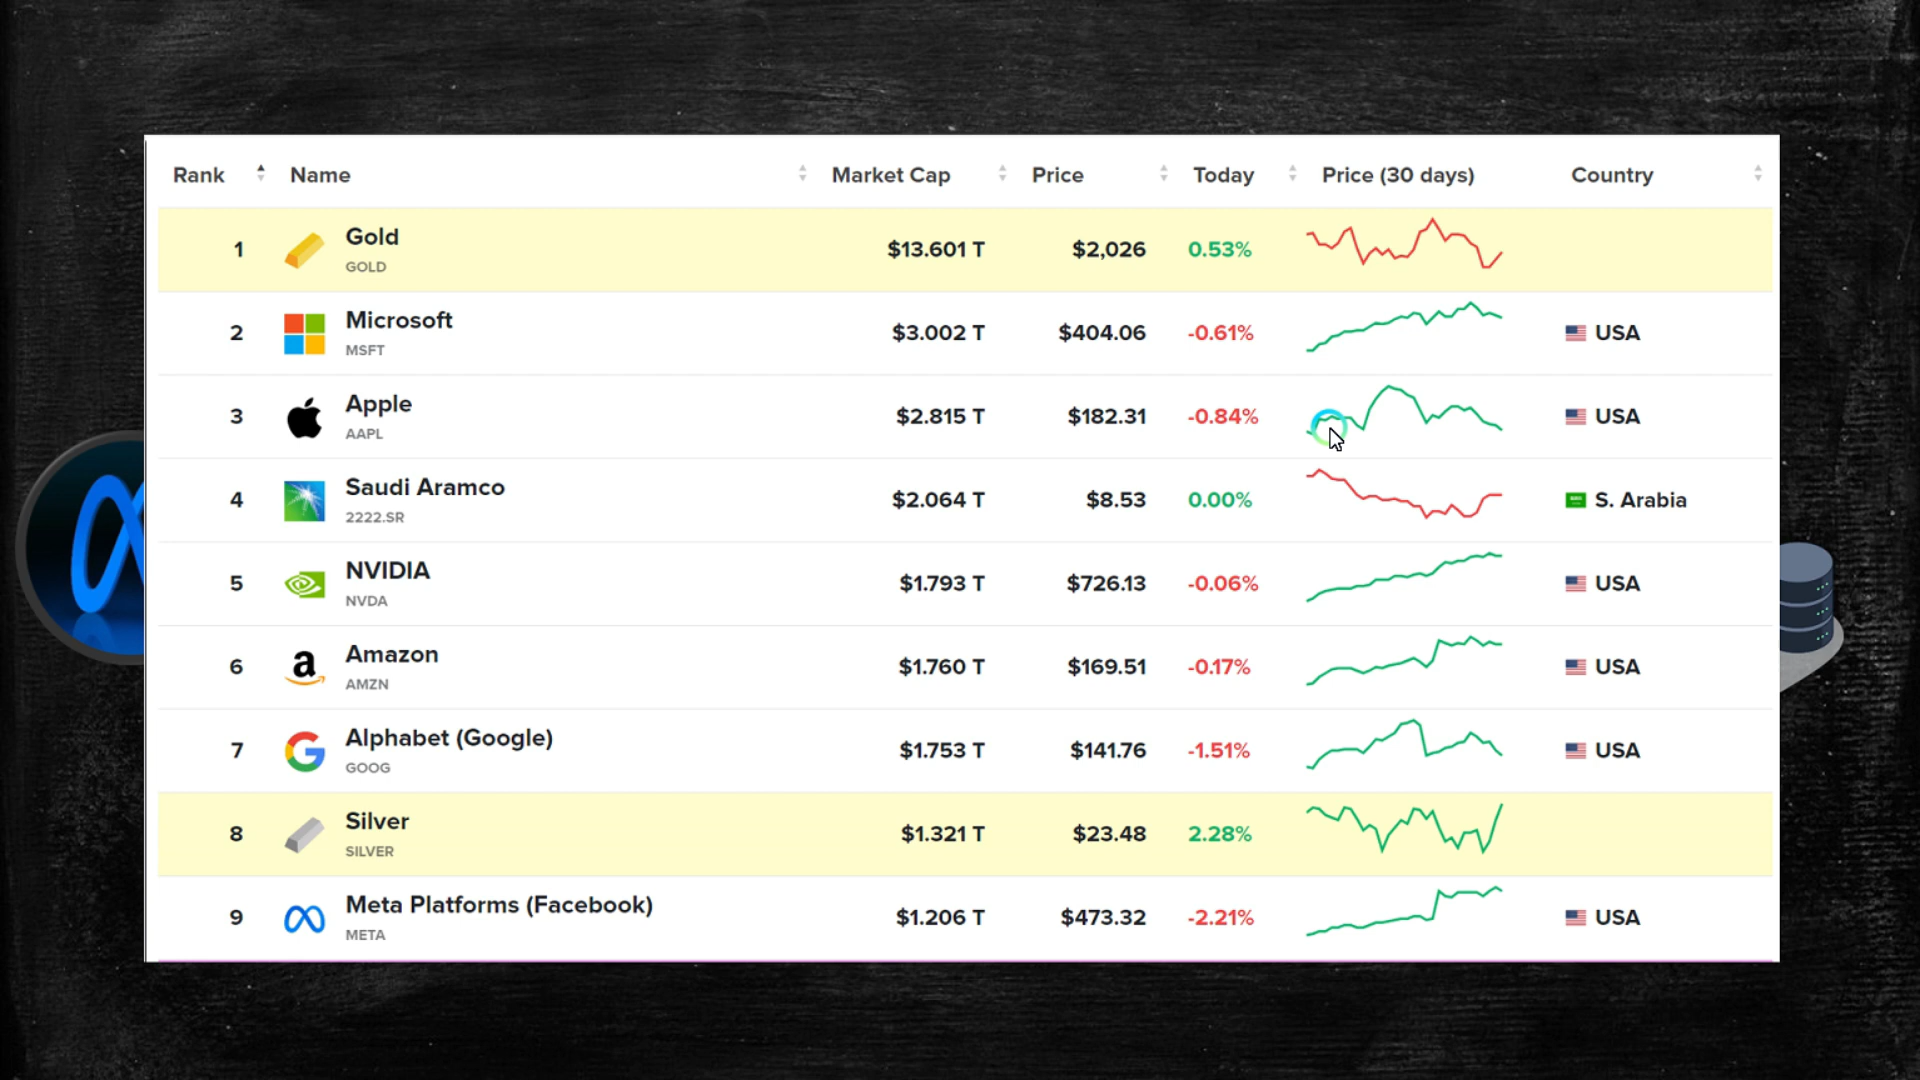 Rank Name Market Cap Price Today Price (30 days) Country
1 Gold $13.601 T $2,026 0.53%
GOLD
2 Microsoft $3.002 T $404.06 -0.61% USA
MSFT
3 Apple $2.815 T $182.31 -0.84% USA
AAPL
4 Saudi Aramco $2.064 T $8.53 0.00% S. Arabia
2222.SR
5 NVIDIA $1.793 T $726.13 -0.06% USA
NVDA
6 Amazon $1.760 T $169.51 -0.17% USA
AMZN
7 Alphabet (Google) $1.753 T $141.76 -1.51% USA
GOOG
8 Silver $1.321 T $23.48 2.28%
SILVER
9 Meta Platforms (Facebook) $1.206 T $473.32 -2.21% USA
META